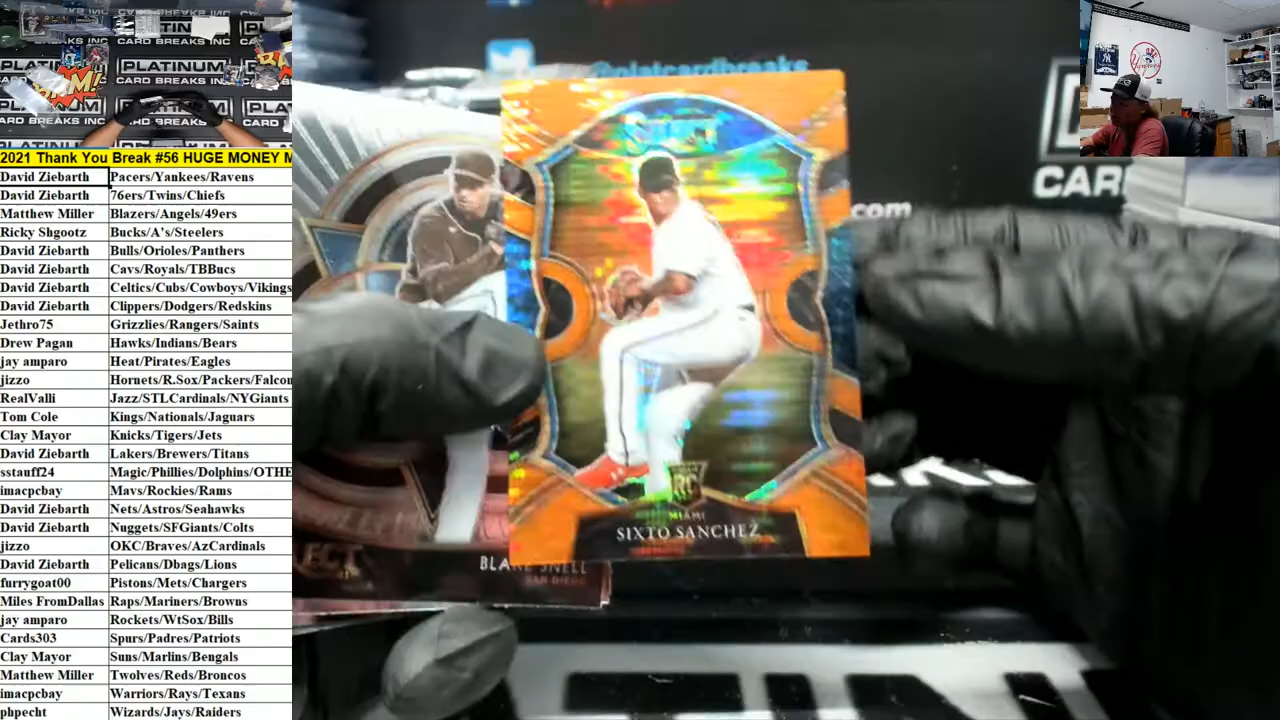 PLATINUM
CARD BREAKS INC
2021 Thank You Break #56 HUGE MONEY M
David Ziebarth Pacers/Yankees/Ravens
David Ziebarth 76ers/Twins/Chiefs
Matthew Miller Blazers/Angels/49ers
Ricky Shgootz Bucks/A's/Steelers
David Ziebarth Bulls/Orioles/Panthers
David Ziebarth Cavs/Royals/TBBucs
David Ziebarth Celtics/Cubs/Cowboys/Vikings
David Ziebarth Clippers/Dodgers/Redskins
Jethro75 Grizzlies/Rangers/Saints
Drew Pagan Hawks/Indians/Bears
jay amparo Heat/Pirates/Eagles
jizzo Hornets/R.Sox/Packers/Falcon
RealValli Jazz/STLCardinals/NYGiants
Tom Cole Kings/Nationals/Jaguars
Clay Mayor Knicks/Tigers/Jets
David Ziebarth Lakers/Brewers/Titans
sstauff24 Magic/Phillies/Dolphins/OTHE
imacpcbay Mavs/Rockies/Rams
David Ziebarth Nets/Astros/Seahawks
David Ziebarth Nuggets/SFGiants/Colts
jizzo OKC/Braves/AzCardinals
David Ziebarth Pelicans/Dbags/Lions
furrygoat00 Pistons/Mets/Chargers
Miles FromDallas Raps/Mariners/Browns
jay amparo Rockets/WtSox/Bills
Cards303 Spurs/Padres/Patriots
Clay Mayor Suns/Marlins/Bengals
Matthew Miller Twolves/Reds/Broncos
imacpcbay Warriors/Rays/Texans
phpecht Wizards/Jays/Raiders
@platcardbreaks
.com
CAR
SELECT
RC
MIAMI
SIXTO SANCHEZ
BLAKE SNELL
SAN DIEGO